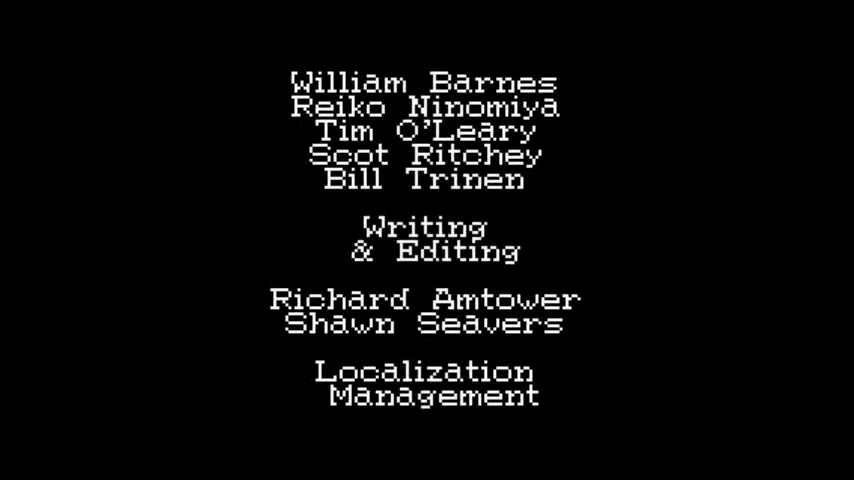 William Barnes
Reiko Ninomiya
Tim O'Leary
Scot Ritchey
Bill Trinen
Writing
& Editing
Richard Amtower
Shawn Seavers
Localization
Management